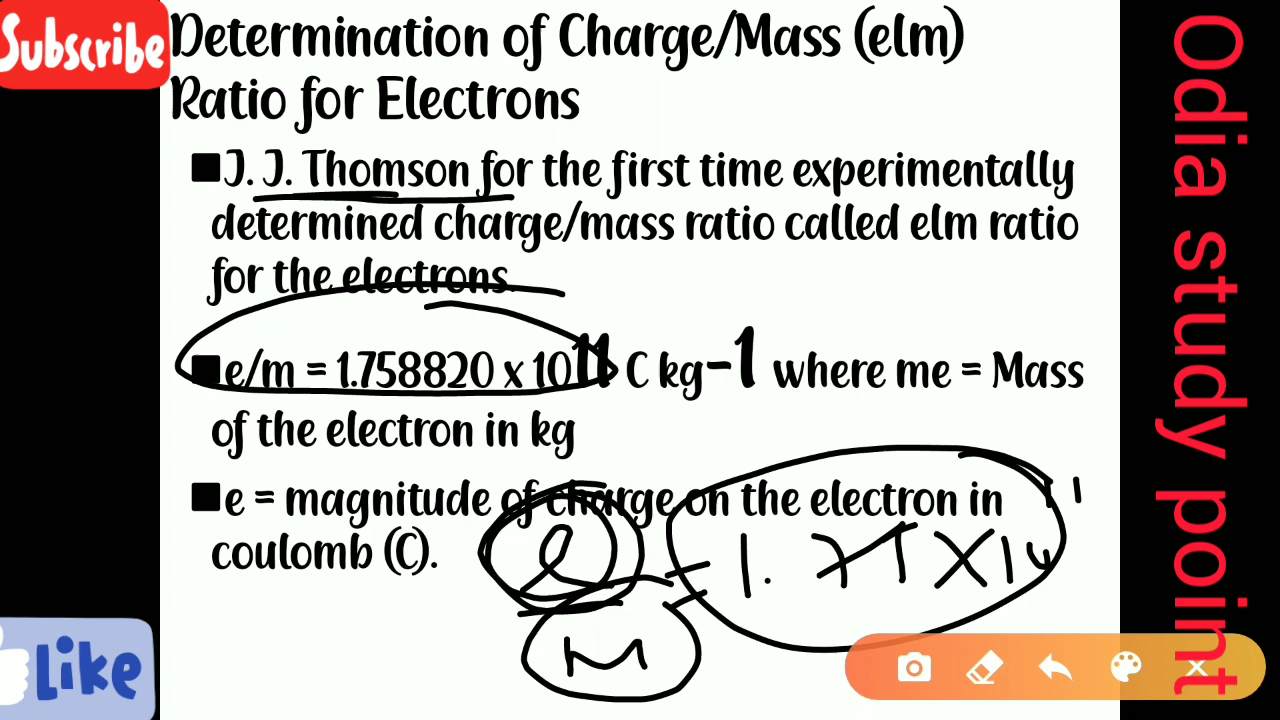 Subscribe
Determination of Charge/Mass (elm)
Ratio for Electrons
■J. J. Thomson for the first time experimentally
determined charge/mass ratio called elm ratio
for the electrons.
■e/m = 1.758820 x 10¹¹ C kg⁻¹ where me = Mass
of the electron in kg
■e = magnitude of charge on the electron in
coulomb (C).
e
M
=
Like
Odia study point